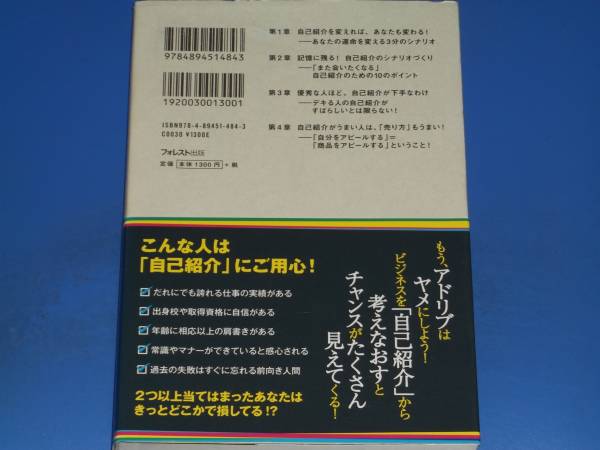 9784894514843
1920030013001
ISBN978-4-89451-484-3
C0030 ¥1300E
フォレスト出版
定価 本体1300円 +税
第1章 自己紹介を変えれば、あなたも変わる!
——あなたの運命を変える3分のシナリオ
第2章 記憶に残る! 自己紹介のシナリオづくり
——「また会いたくなる」
自己紹介のための10のポイント
第3章 優秀な人ほど、自己紹介が下手なわけ
——デキる人の自己紹介が
すばらしいとは限らない!
第4章 自己紹介がうまい人は、「売り方」もうまい!
——「自分をアピールする」=
「商品をアピールする」ということ!
もう、アドリブは
ヤメにしよう!
ビジネスを「自己紹介」から
考えなおすと
チャンスがたくさん
見えてくる!
こんな人は
「自己紹介」にご用心!
だれにでも誇れる仕事の実績がある
出身校や取得資格に自信がある
年齢に相応以上の肩書きがある
常識やマナーができていると感心される
過去の失敗はすぐに忘れる前向き人間
2つ以上当てはまったあなたは
きっとどこかで損してる!?